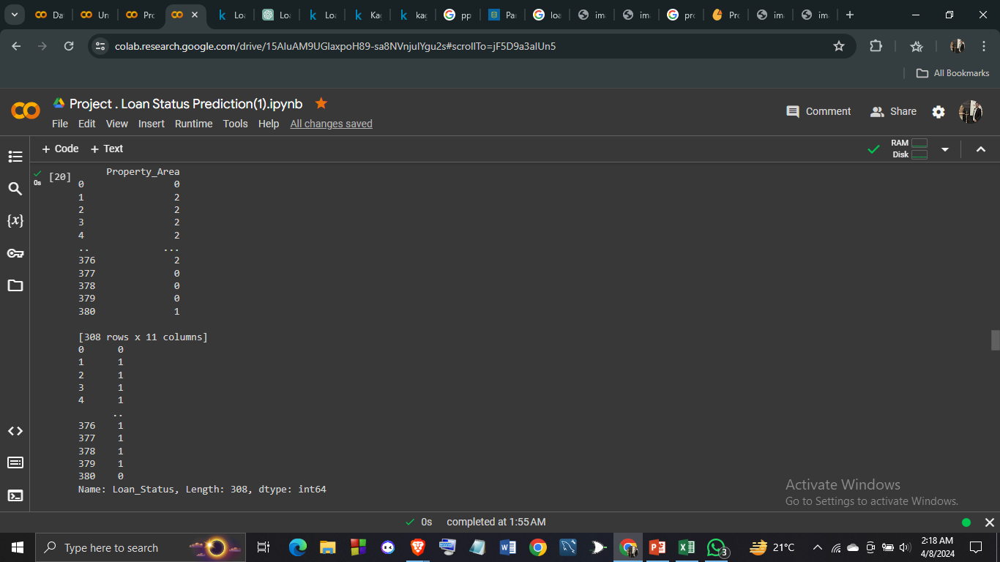 Da
Un
Pro
Loa
Loa
Loa
Ka
ka
pp
Pa
loa
im
im
pro
Pro
im
im
colab.research.google.com/drive/15AIuAM9UGIaxpoH89-sa8NVnjulYgu2s#scrollTo=jF5D9a3alUn5
All Bookmarks
Project . Loan Status Prediction(1).ipynb
Comment
Share
File Edit View Insert Runtime Tools Help All changes saved
+ Code + Text
RAM
Disk
[20]
0s
Property_Area
0 0
1 2
2 2
3 2
4 2
.. ...
376 2
377 0
378 0
379 0
380 1
[308 rows x 11 columns]
0 0
1 1
2 1
3 1
4 1
..
376 1
377 1
378 1
379 1
380 0
Name: Loan_Status, Length: 308, dtype: int64
Activate Windows
Go to Settings to activate Windows.
0s completed at 1:55 AM
Type here to search
3
21°C
2:18 AM
4/8/2024